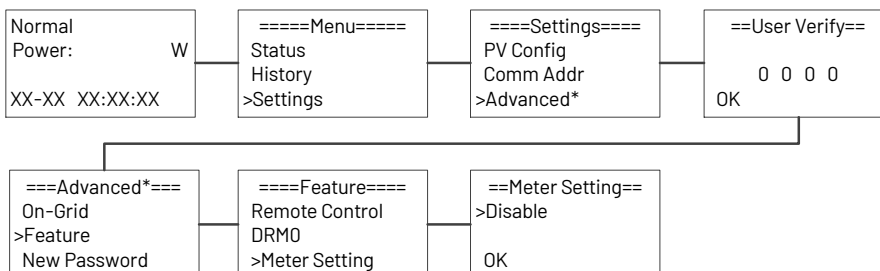 Normal
Power: W
XX-XX XX:XX:XX
=====Menu=====
Status
History
>Settings
====Settings====
PV Config
Comm Addr
>Advanced*
==User Verify==
0 0 0 0
OK
===Advanced*===
On-Grid
>Feature
New Password
====Feature====
Remote Control
DRM0
>Meter Setting
==Meter Setting==
>Disable
OK